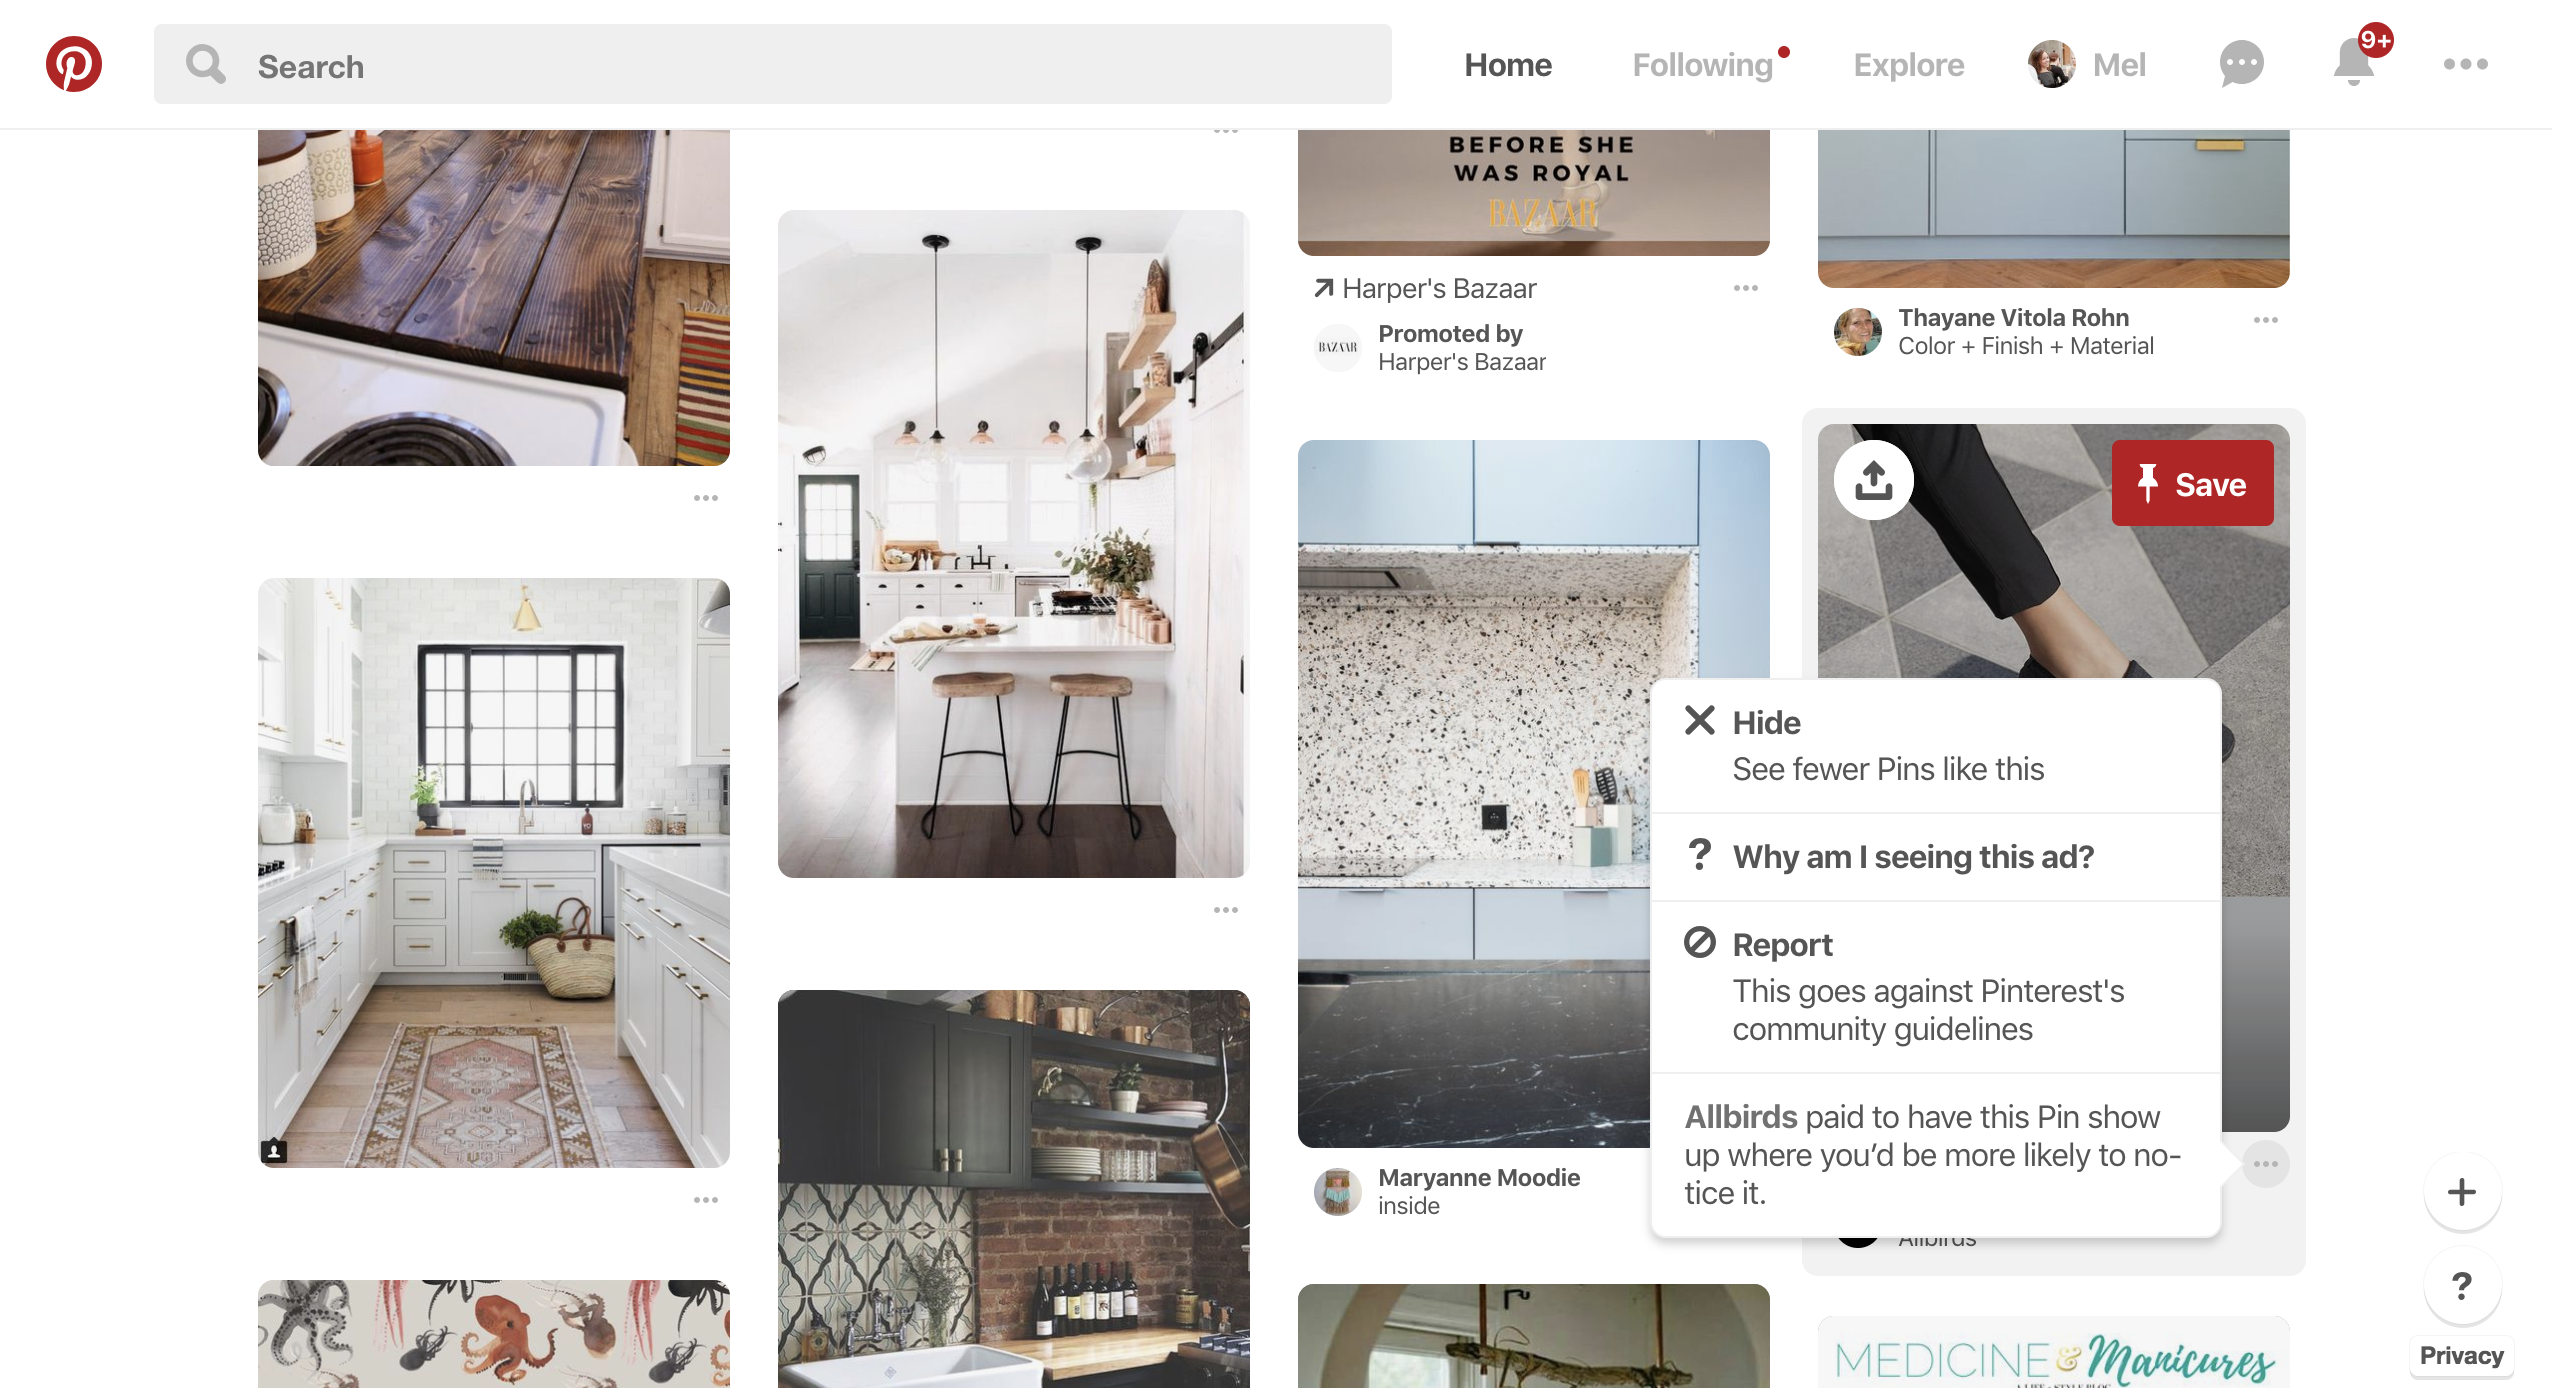 Search
Home
Following
Explore
Mel
9+
BEFORE SHE
WAS ROYAL
BAZAAR
Harper's Bazaar
BAZAAR
Promoted by
Harper's Bazaar
Thayane Vitola Rohn
Color + Finish + Material
Save
Hide
See fewer Pins like this
? Why am I seeing this ad?
Report
This goes against Pinterest's
community guidelines
Allbirds paid to have this Pin show
up where you’d be more likely to no-
tice it.
Allbirds
Maryanne Moodie
inside
+
?
Privacy
MEDICINE & Manicures